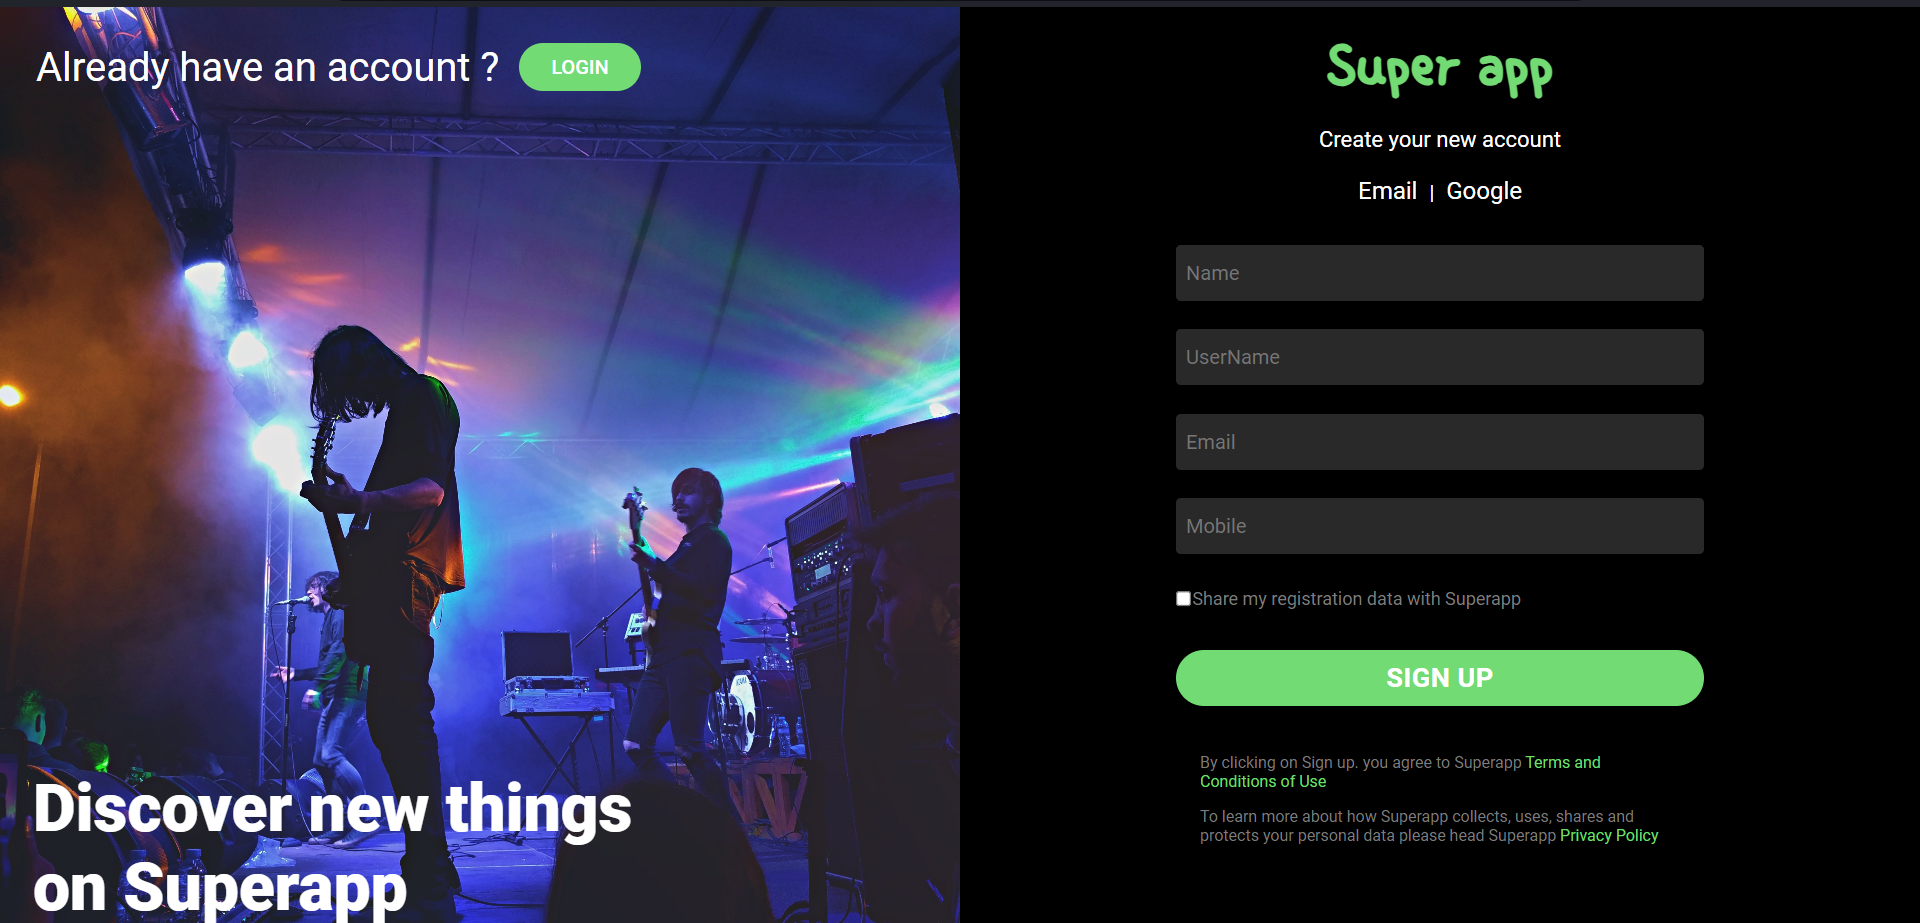 Already have an account ? LOGIN
Discover new things
on Superapp
Super app
Create your new account
Email | Google
Name
UserName
Email
Mobile
Share my registration data with Superapp
SIGN UP
By clicking on Sign up. you agree to Superapp Terms and
Conditions of Use
To learn more about how Superapp collects, uses, shares and
protects your personal data please head Superapp Privacy Policy